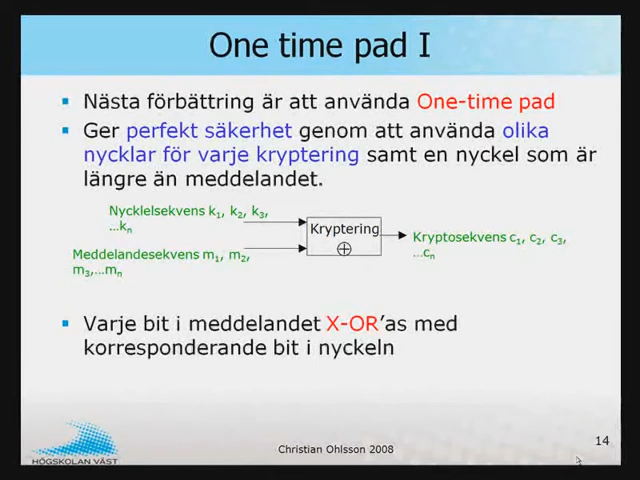 One time pad I
Nästa förbättring är att använda One-time pad
Ger perfekt säkerhet genom att använda olika
nycklar för varje kryptering samt en nyckel som är
längre än meddelandet.
Nycklelsekvens k1, k2, k3,
…kn
Kryptering
Kryptosekvens c1, c2, c3,
…cn
Meddelandesekvens m1, m2,
m3,…mn
Varje bit i meddelandet X-OR’as med
korresponderande bit i nyckeln
14
Christian Ohlsson 2008
HÖGSKOLAN VÄST